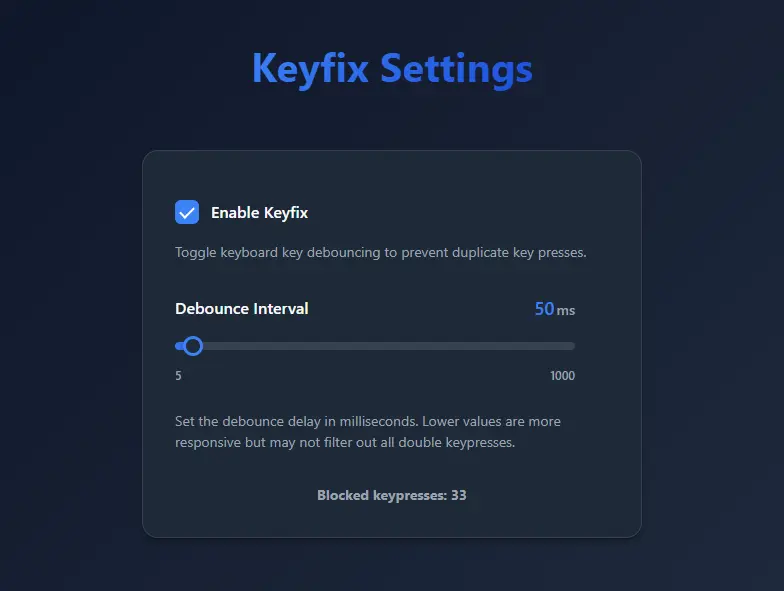 Keyfix Settings
Enable Keyfix
Toggle keyboard key debouncing to prevent duplicate key presses.
Debounce Interval
50 ms
5
1000
Set the debounce delay in milliseconds. Lower values are more
responsive but may not filter out all double keypresses.
Blocked keypresses: 33